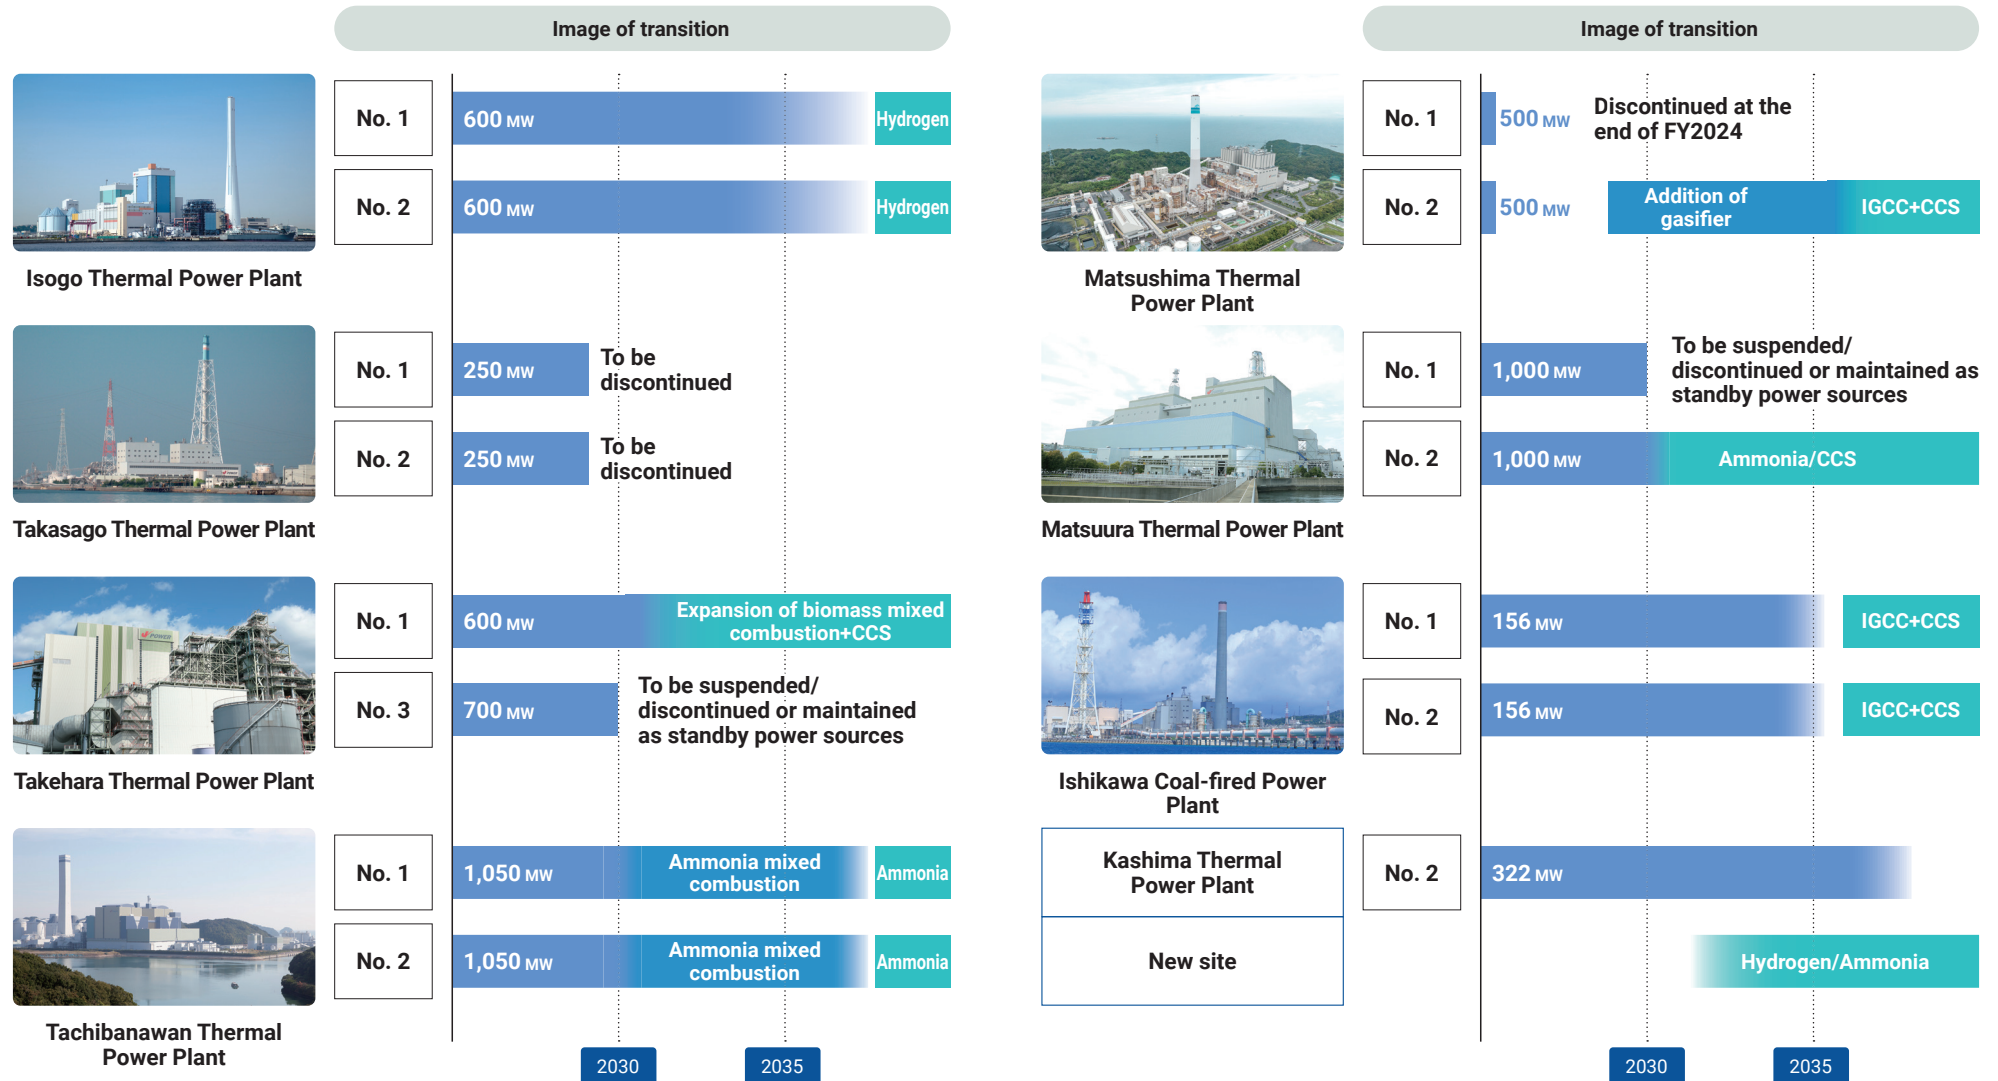 Image of transition
No. 1
600 MW
Hydrogen
No. 2
600 MW
Hydrogen
Isogo Thermal Power Plant
No. 1
250 MW
To be
discontinued
No. 2
250 MW
To be
discontinued
Takasago Thermal Power Plant
No. 1
600 MW
Expansion of biomass mixed
combustion+CCS
POWER
No. 3
700 MW
To be suspended/
discontinued or maintained
as standby power sources
Takehara Thermal Power Plant
No. 1
1,050 MW
Ammonia mixed
combustion
Ammonia
No. 2
1,050 MW
Ammonia mixed
combustion
Ammonia
Tachibanawan Thermal
Power Plant
2030
2035
Image of transition
No. 1
500 MW
Discontinued at the
end of FY2024
No. 2
500 MW
Addition of
gasifier
IGCC+CCS
Matsushima Thermal
Power Plant
No. 1
1,000 MW
To be suspended/
discontinued or maintained as
standby power sources
No. 2
1,000 MW
Ammonia/CCS
Matsuura Thermal Power Plant
No. 1
156 MW
IGCC+CCS
No. 2
156 MW
IGCC+CCS
Ishikawa Coal-fired Power
Plant
Kashima Thermal
Power Plant
No. 2
322 MW
New site
Hydrogen/Ammonia
2030
2035